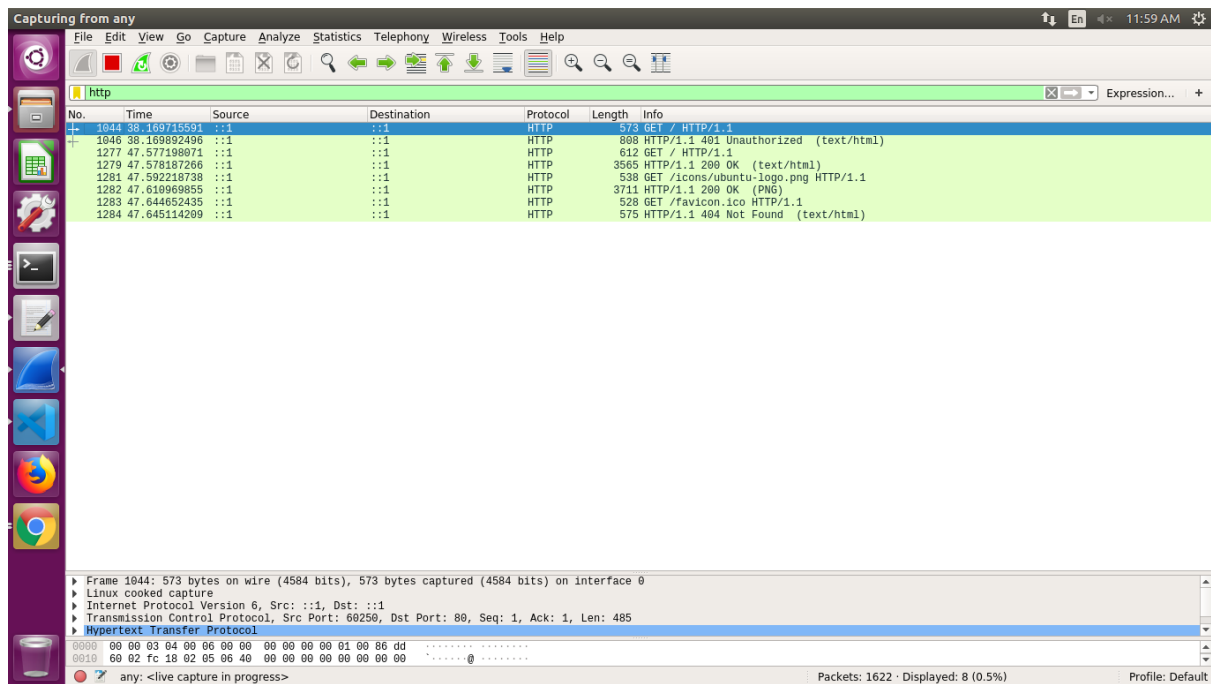 Capturing from any
En
11:59 AM
File Edit View Go Capture Analyze Statistics Telephony Wireless Tools Help
http
Expression... +
No. Time Source Destination Protocol Length Info
1044 38.169715591 ::1 ::1 HTTP 573 GET / HTTP/1.1
1046 38.169892496 ::1 ::1 HTTP 808 HTTP/1.1 401 Unauthorized (text/html)
1277 47.577198071 ::1 ::1 HTTP 612 GET / HTTP/1.1
1279 47.578187266 ::1 ::1 HTTP 3565 HTTP/1.1 200 OK (text/html)
1281 47.592218738 ::1 ::1 HTTP 538 GET /icons/ubuntu-logo.png HTTP/1.1
1282 47.610969855 ::1 ::1 HTTP 3711 HTTP/1.1 200 OK (PNG)
1283 47.644652435 ::1 ::1 HTTP 528 GET /favicon.ico HTTP/1.1
1284 47.645114209 ::1 ::1 HTTP 575 HTTP/1.1 404 Not Found (text/html)
Frame 1044: 573 bytes on wire (4584 bits), 573 bytes captured (4584 bits) on interface 0
Linux cooked capture
Internet Protocol Version 6, Src: ::1, Dst: ::1
Transmission Control Protocol, Src Port: 60250, Dst Port: 80, Seq: 1, Ack: 1, Len: 485
Hypertext Transfer Protocol
0000 00 00 03 04 00 06 00 00 00 00 00 00 01 00 86 dd ········ ········
0010 60 02 fc 18 02 05 06 40 00 00 00 00 00 00 00 00 `······@ ········
any: <live capture in progress>
Packets: 1622 · Displayed: 8 (0.5%)
Profile: Default